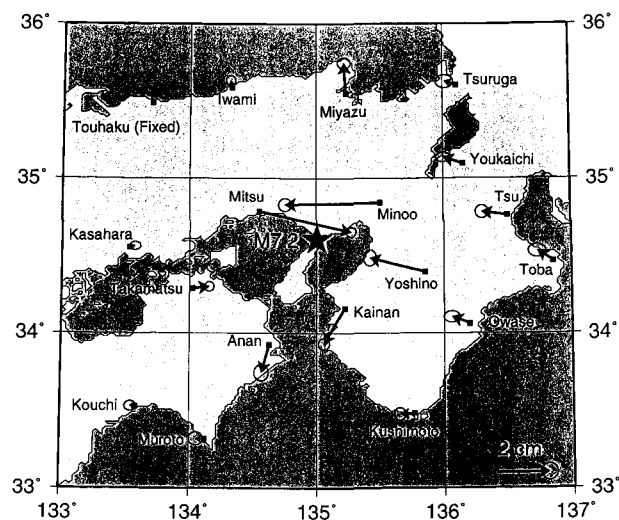 36°
36°
Tsuruga
Iwami
Miyazu
Touhaku (Fixed)
Youkaichi
35°
35°
Mitsu
Tsu
Minoo
Kasahara
M7.2
Toba
Takamatsu
Yoshino
Kainan
Owase
34°
34°
Anan
Kouchi
Muroto
Kushimoto
2 cm
33°
33°
133°
134°
135°
136°
137°